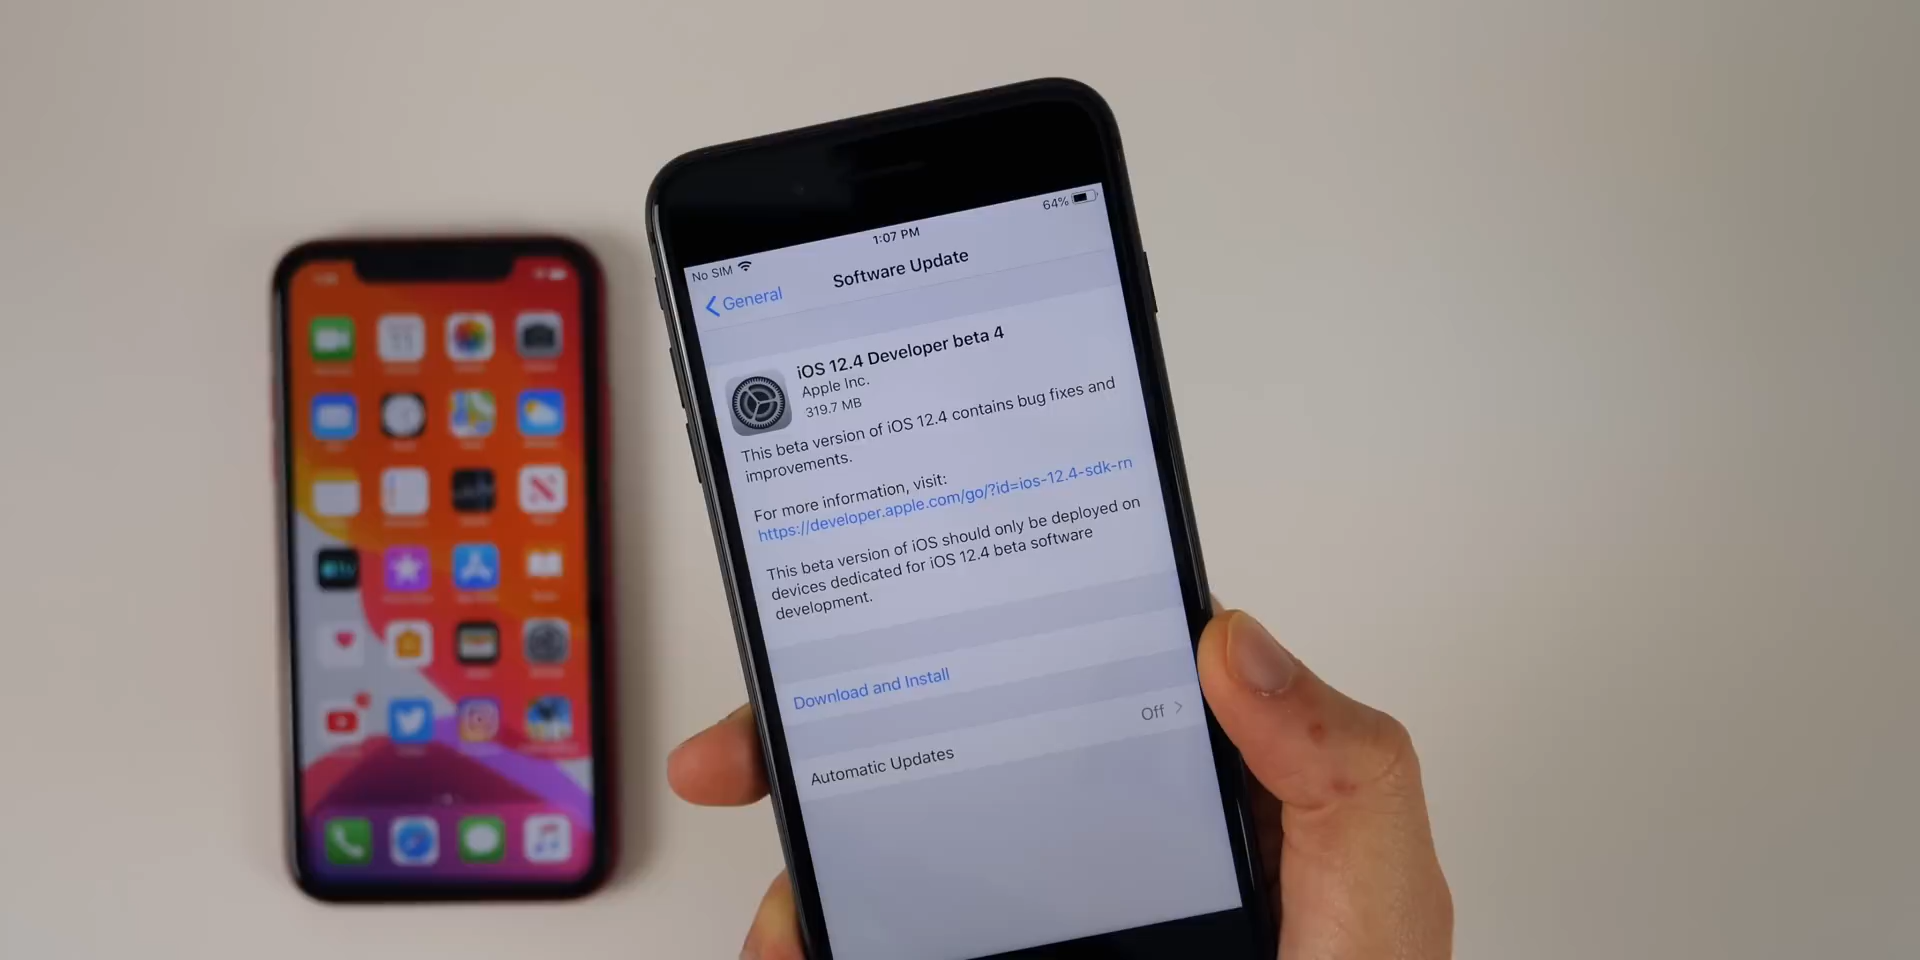 64%
1:07 PM
No SIM
General
Software Update
iOS 12.4 Developer beta 4
Apple Inc.
319.7 MB
This beta version of iOS 12.4 contains bug fixes and
improvements.
For more information, visit:
https://developer.apple.com/go/?id=ios-12.4-sdk-rn
This beta version of iOS should only be deployed on
devices dedicated for iOS 12.4 beta software
development.
Download and Install
Automatic Updates
Off